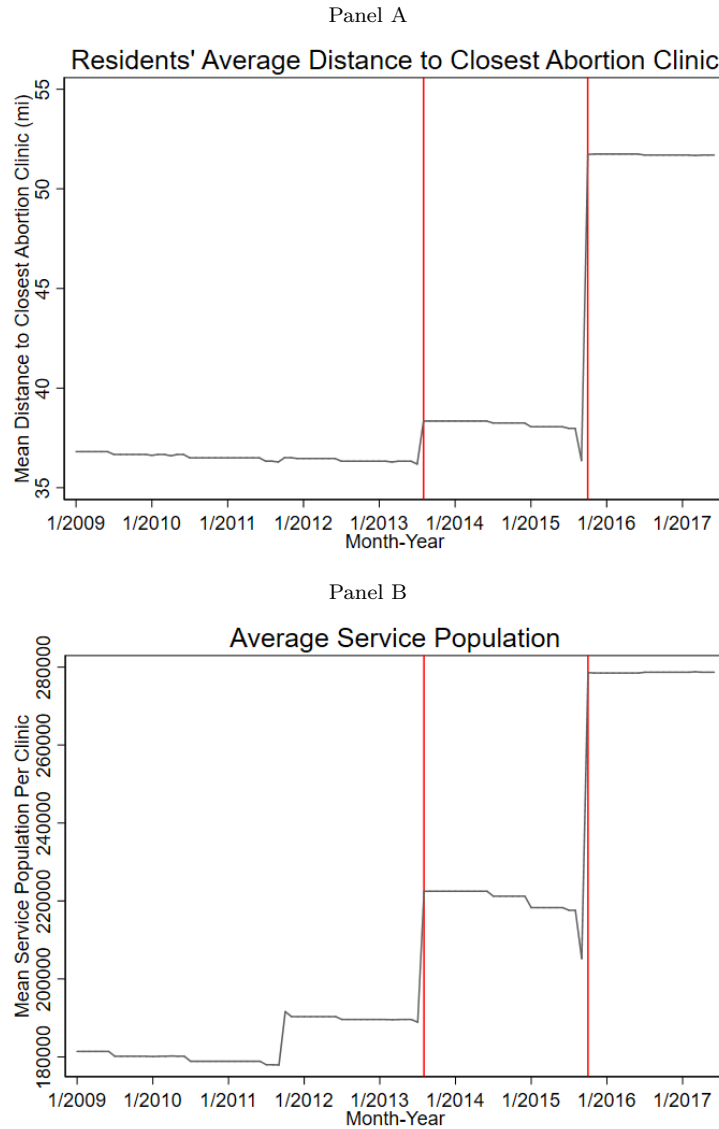 Panel A
Residents' Average Distance to Closest Abortion Clinic
Mean Distance to Closest Abortion Clinic (mi)
55
50
45
40
35
1/2009 1/2010 1/2011 1/2012 1/2013 1/2014 1/2015 1/2016 1/2017
Month-Year
Panel B
Average Service Population
Mean Service Population Per Clinic
280000
260000
240000
220000
200000
180000
1/2009 1/2010 1/2011 1/2012 1/2013 1/2014 1/2015 1/2016 1/2017
Month-Year